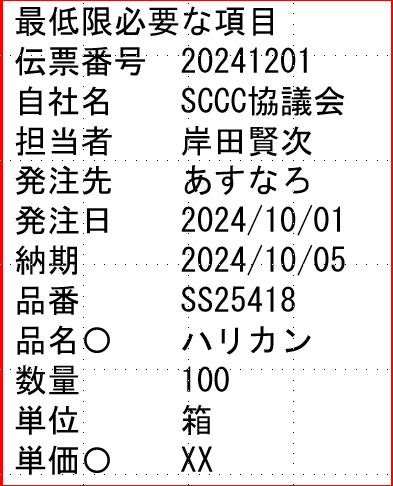 最低限必要な項目
伝票番号　20241201
自社名　　SCCC協議会
担当者　　岸田賢次
発注先　　あすなろ
発注日　　2024/10/01
納期　　　2024/10/05
品番　　　SS25418
品名〇　　ハリカン
数量　　　100
単位　　　箱
単価〇　　XX